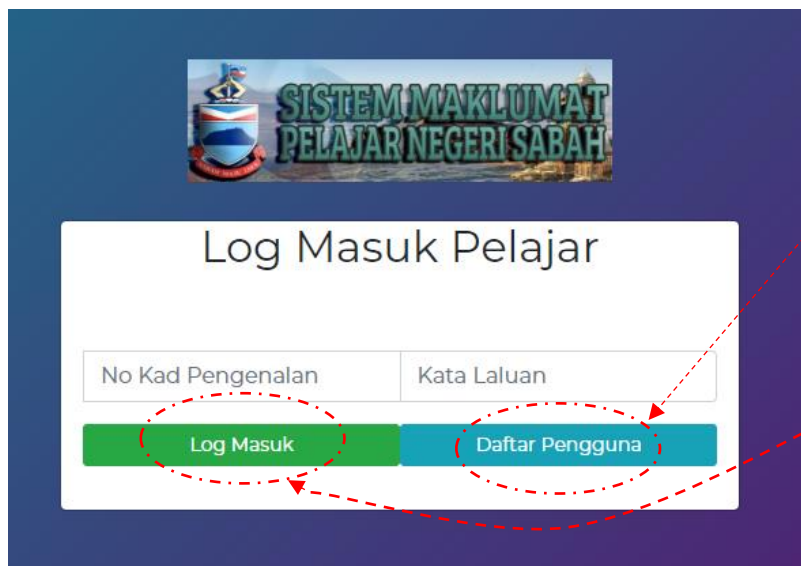 SISTEM MAKLUMAT
PELAJAR NEGERI SABAH
Log Masuk Pelajar
No Kad Pengenalan Kata Laluan
Log Masuk Daftar Pengguna